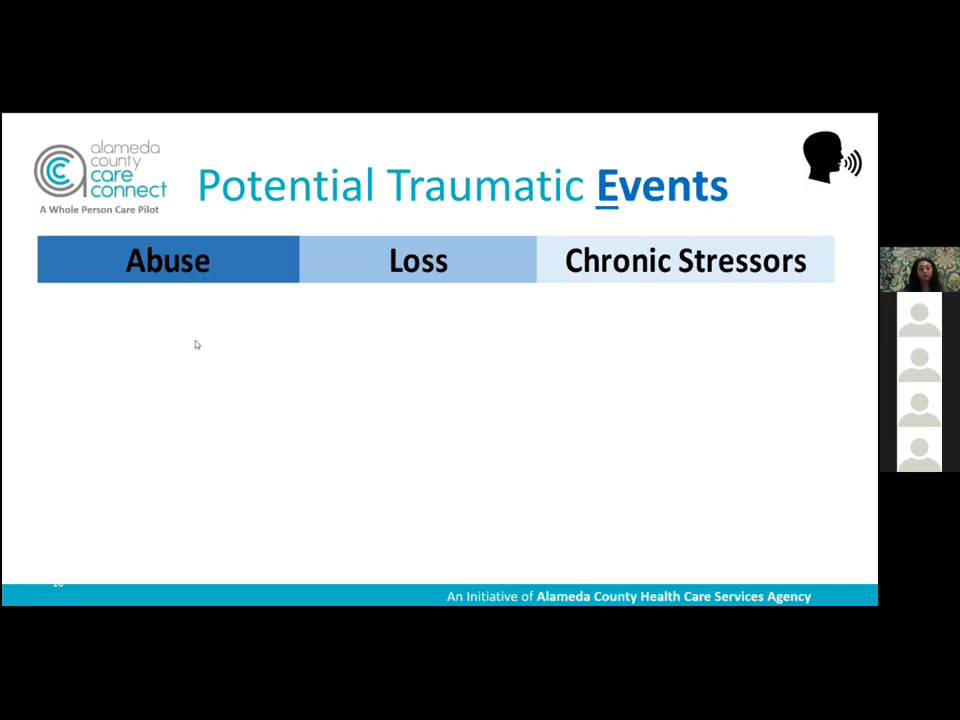 alameda
county
care
connect
A Whole Person Care Pilot
Potential Traumatic Events
Abuse Loss Chronic Stressors
An Initiative of Alameda County Health Care Services Agency